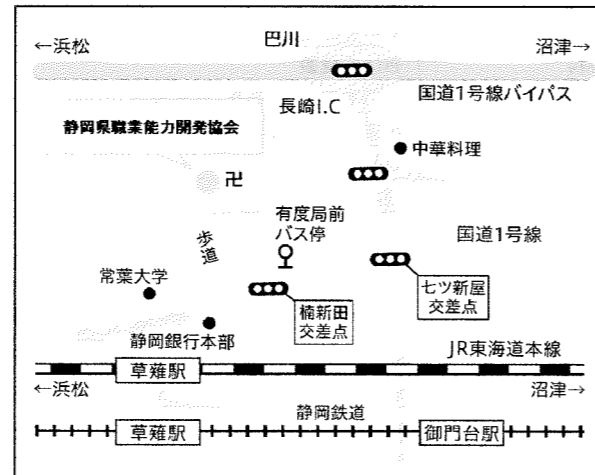 巴川
←浜松
沼津→
国道1号線バイパス
長崎I.C
静岡県職業能力開発協会
中華料理
卍
有度局前
バス停
歩道
国道1号線
常葉大学
七ツ新屋
交差点
楠新田
交差点
静岡銀行本部
JR東海道本線
草薙駅
←浜松
沼津→
静岡鉄道
草薙駅
御門台駅